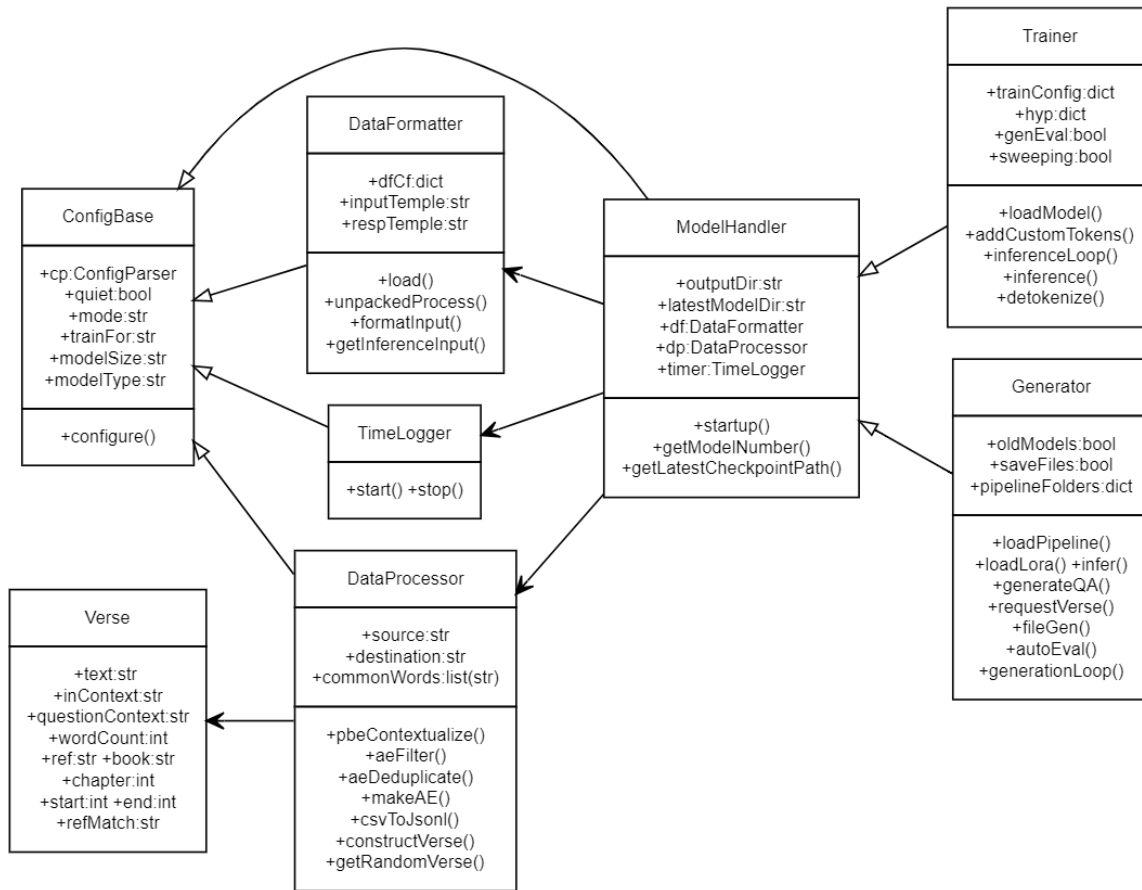 Trainer
+trainConfig:dict
+hyp:dict
+genEval:bool
+sweeping:bool
+loadModel()
+addCustomTokens()
+inferenceLoop()
+inference()
+detokenize()
DataFormatter
+dfCf:dict
+inputTemple:str
+respTemple:str
+load()
+unpackedProcess()
+formatInput()
+getInferenceInput()
ConfigBase
+cp:ConfigParser
+quiet:bool
+mode:str
+trainFor:str
+modelSize:str
+modelType:str
+configure()
ModelHandler
+outputDir:str
+latestModelDir:str
+df:DataFormatter
+dp:DataProcessor
+timer:TimeLogger
+startup()
+getModelNumber()
+getLatestCheckpointPath()
TimeLogger
+start() +stop()
Generator
+oldModels:bool
+saveFiles:bool
+pipelineFolders:dict
+loadPipeline()
+loadLora() +infer()
+generateQA()
+requestVerse()
+fileGen()
+autoEval()
+generationLoop()
DataProcessor
+source:str
+destination:str
+commonWords:list(str)
+pbeContextualize()
+aeFilter()
+aeDeduplicate()
+makeAE()
+csvToJsonl()
+constructVerse()
+getRandomVerse()
Verse
+text:str
+inContext:str
+questionContext:str
+wordCount:int
+ref:str +book:str
+chapter:int
+start:int +end:int
+refMatch:str